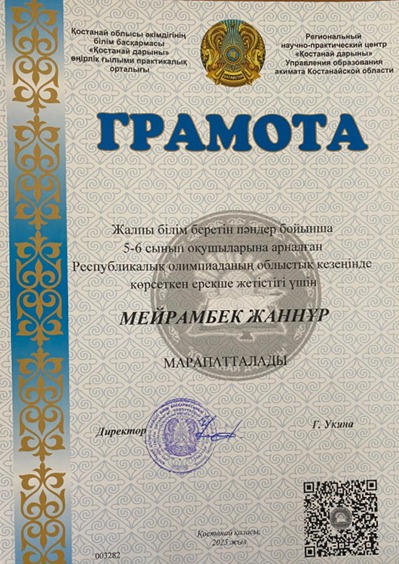 Қостанай облысы әкімдігінің
білім басқармасы
«Қостанай дарыны»
өңірлік ғылыми практикалық
орталығы
Региональный
научно-практический центр
«Қостанай дарыны»
Управления образования
акимата Костанайской области
ГРАМОТА
Жалпы білім беретін пәндер бойынша
5-6 сынып оқушыларына арналған
Республикалық олимпиаданың облыстық кезеңінде
көрсеткен ерекше жетістігі үшін
МЕЙРАМБЕК ЖАННҰР
МАРАПАТТАЛАДЫ
Директор
Г. Укина
Қостанай қаласы,
2025 жыл
003282